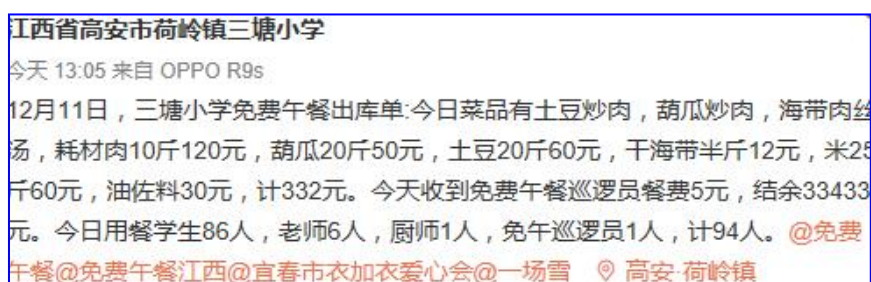 江西省高安市荷岭镇三塘小学
今天 13:05 来自 OPPO R9s
12月11日，三塘小学免费午餐出库单:今日菜品有土豆炒肉，葫瓜炒肉，海带肉丝
汤，耗材肉10斤120元，葫瓜20斤50元，土豆20斤60元，干海带半斤12元，米25
斤60元，油佐料30元，计332元。今天收到免费午餐巡逻员餐费5元，结余33433
元。今日用餐学生86人，老师6人，厨师1人，免午巡逻员1人，计94人。@免费
午餐@免费午餐江西@宜春市衣加衣爱心会@一场雪 高安·荷岭镇